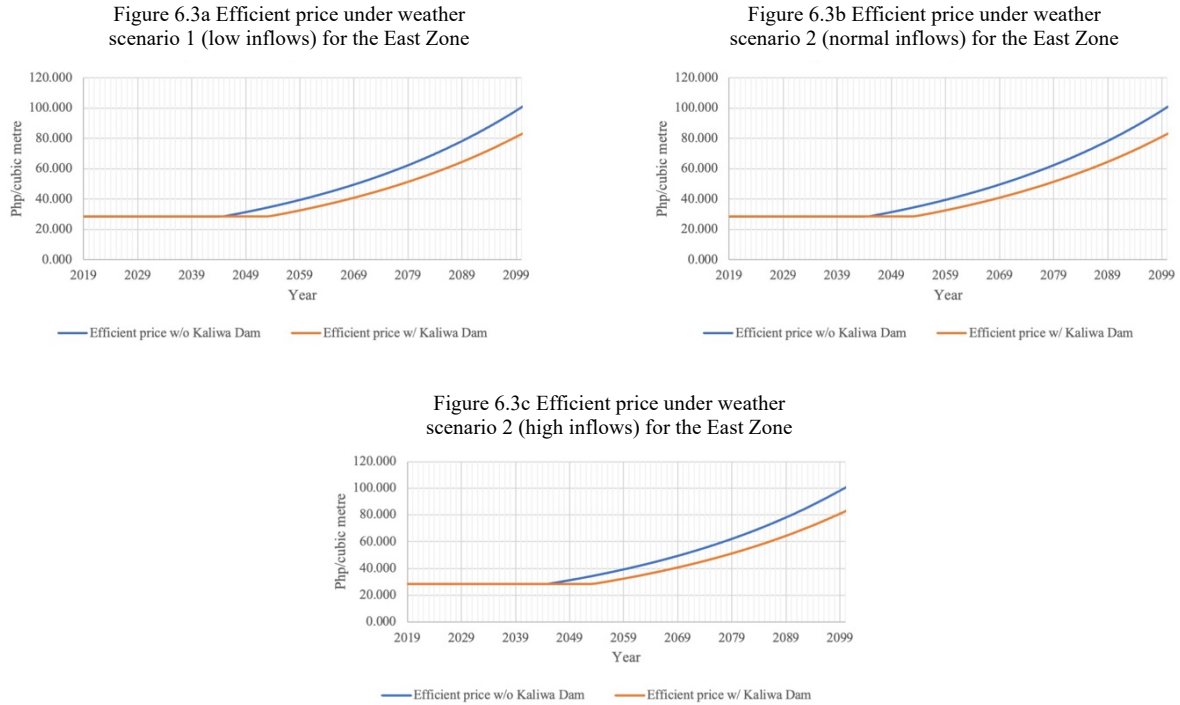 Figure 6.3a Efficient price under weather
scenario 1 (low inflows) for the East Zone
120.000
100.000
80.000
60.000
40.000
20.000
0.000
Php/cubic metre
2019 2029 2039 2049 2059 2069 2079 2089 2099
Year
Efficient price w/o Kaliwa Dam Efficient price w/ Kaliwa Dam
Figure 6.3b Efficient price under weather
scenario 2 (normal inflows) for the East Zone
120.000
100.000
80.000
60.000
40.000
20.000
0.000
Php/cubic metre
2019 2029 2039 2049 2059 2069 2079 2089 2099
Year
Efficient price w/o Kaliwa Dam Efficient price w/ Kaliwa Dam
Figure 6.3c Efficient price under weather
scenario 2 (high inflows) for the East Zone
120.000
100.000
80.000
60.000
40.000
20.000
0.000
Php/cubic metre
2019 2029 2039 2049 2059 2069 2079 2089 2099
Year
Efficient price w/o Kaliwa Dam Efficient price w/ Kaliwa Dam